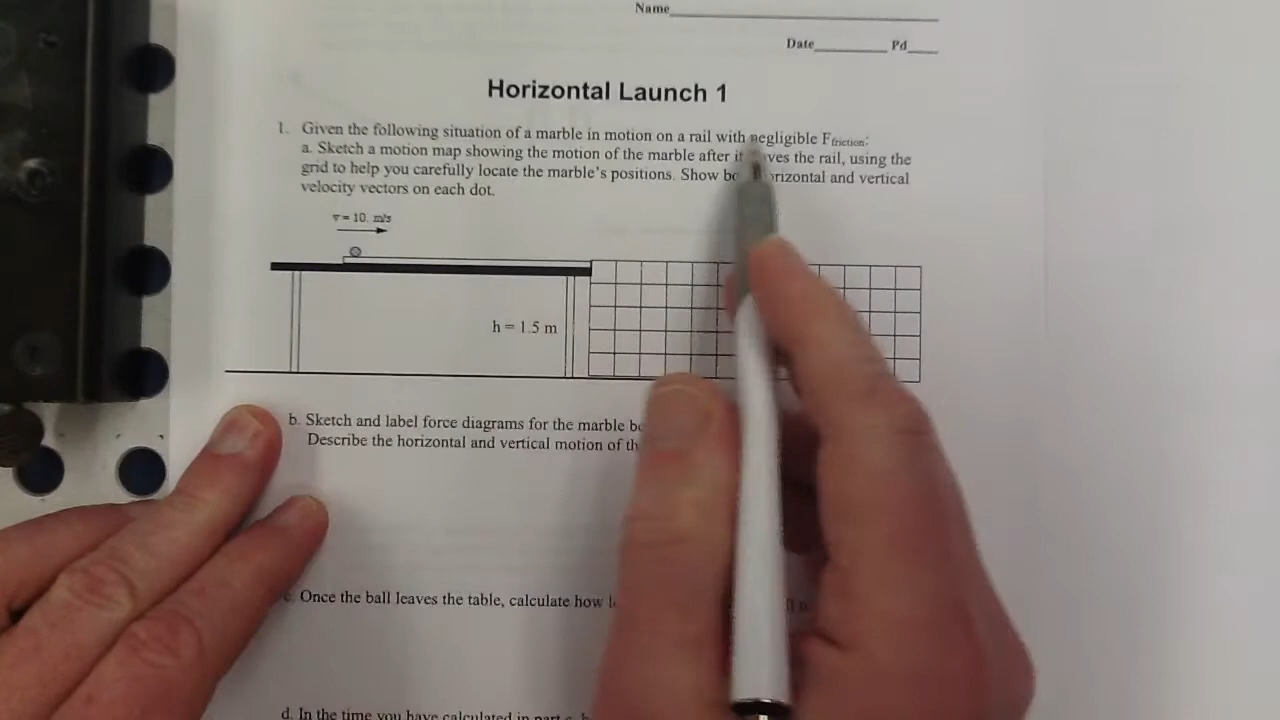 Name
Date Pd
Horizontal Launch 1
1. Given the following situation of a marble in motion on a rail with negligible Ffriction:
a. Sketch a motion map showing the motion of the marble after it ves the rail, using the
grid to help you carefully locate the marble's positions. Show orizontal and vertical
velocity vectors on each dot.
v = 10. m/s
h = 1.5 m
b. Sketch and label force diagrams for the marble
Describe the horizontal and vertical motion of
c. Once the ball leaves the table, calculate how
d. In the time you have calculated in part